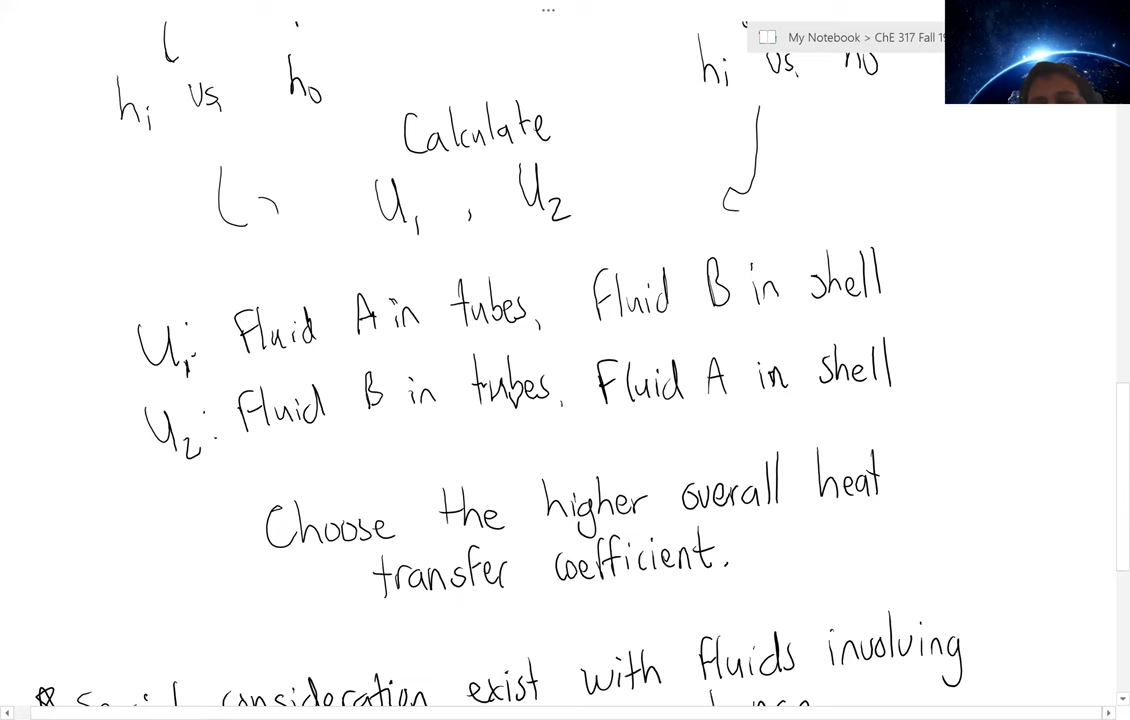 My Notebook > ChE 317 Fall 19
hi vs. ho
hi vs. ho
Calculate
U1 , U2
U1: Fluid A in tubes, Fluid B in shell
U2: Fluid B in tubes, Fluid A in shell
Choose the higher overall heat
transfer coefficient.
* consideration exist with fluids involving